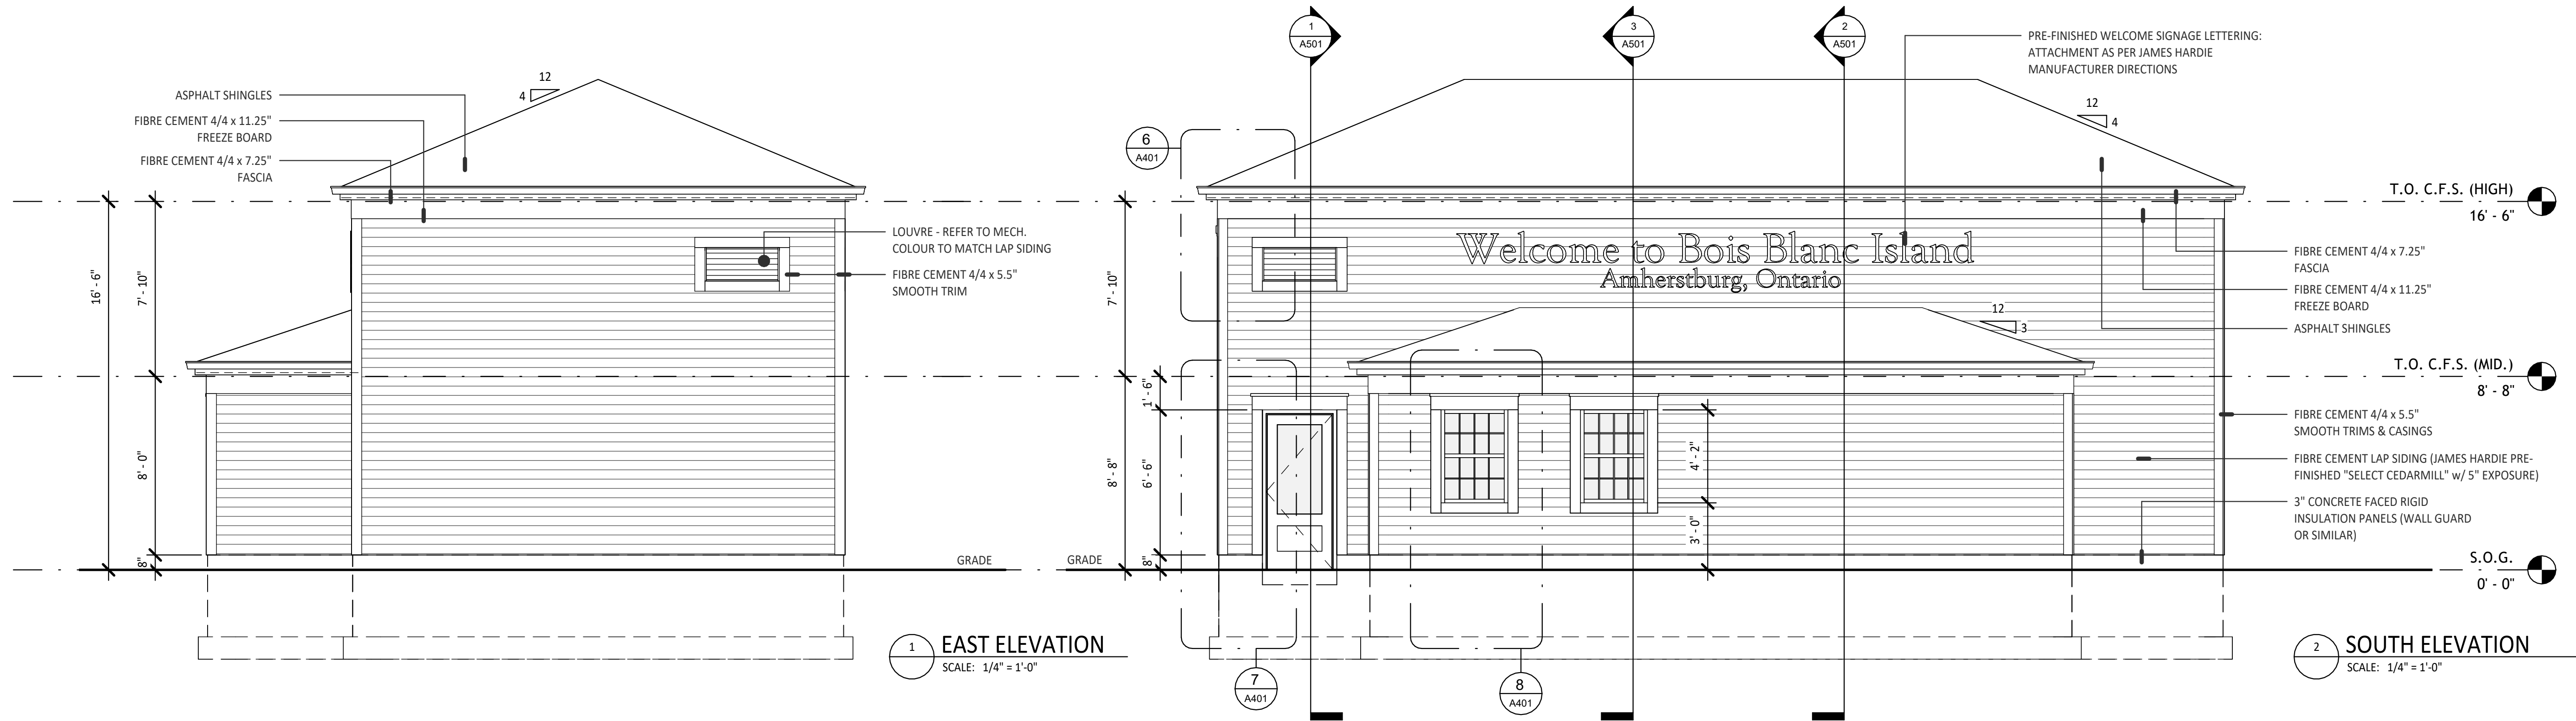 12
4
ASPHALT SHINGLES
FIBRE CEMENT 4/4 x 11.25"
FREEZE BOARD
FIBRE CEMENT 4/4 x 7.25"
FASCIA
16' - 6"
7' - 10"
8' - 0"
8"
LOUVRE - REFER TO MECH.
COLOUR TO MATCH LAP SIDING
FIBRE CEMENT 4/4 x 5.5"
SMOOTH TRIM
GRADE
1
EAST ELEVATION
SCALE: 1/4" = 1'-0"
1
A501
3
A501
2
A501
PRE-FINISHED WELCOME SIGNAGE LETTERING:
ATTACHMENT AS PER JAMES HARDIE
MANUFACTURER DIRECTIONS
12
4
6
A401
Welcome to Bois Blanc Island
Amherstburg, Ontario
12
3
7' - 10"
8' - 8"
1' - 6"
6' - 6"
8"
4' - 2"
3' - 0"
GRADE
7
A401
8
A401
T.O. C.F.S. (HIGH)
16' - 6"
FIBRE CEMENT 4/4 x 7.25"
FASCIA
FIBRE CEMENT 4/4 x 11.25"
FREEZE BOARD
ASPHALT SHINGLES
T.O. C.F.S. (MID.)
8' - 8"
FIBRE CEMENT 4/4 x 5.5"
SMOOTH TRIMS & CASINGS
FIBRE CEMENT LAP SIDING (JAMES HARDIE PRE-
FINISHED "SELECT CEDARMILL" w/ 5" EXPOSURE)
3" CONCRETE FACED RIGID
INSULATION PANELS (WALL GUARD
OR SIMILAR)
S.O.G.
0' - 0"
2
SOUTH ELEVATION
SCALE: 1/4" = 1'-0"